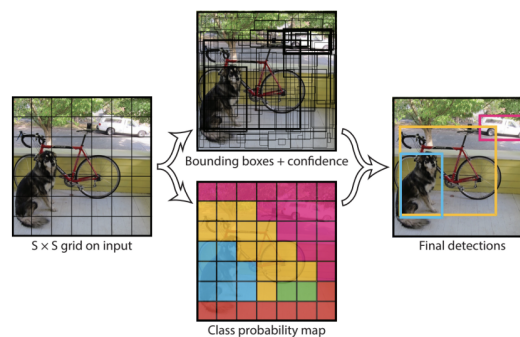 Bounding boxes + confidence
S × S grid on input
Final detections
Class probability map